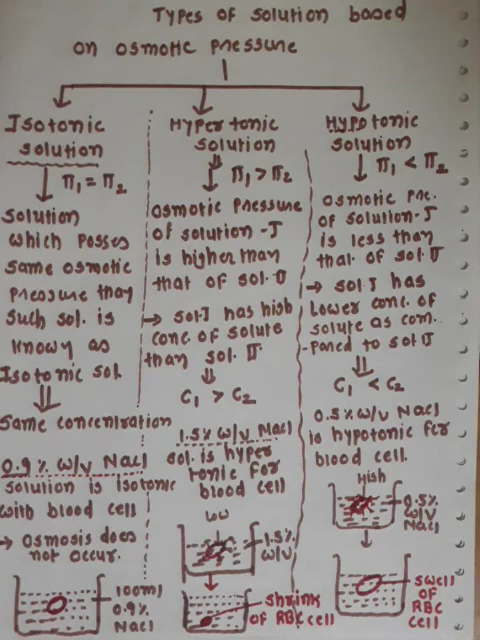 Types of solution based
on osmotic pressure
Isotonic
solution
π₁ = π₂
solution
which posses
same osmotic
pressure than
such sol. is
known as
Isotonic sol.
same concentration
0.9% w/v Nacl
solution is isotonic
with blood cell
→ osmosis does
not occur.
100ml
0.9%
Nacl
Hypertonic
solution
π₁ > π₂
osmotic pressure
of solution -I
is higher than
that of sol. II
→ sol.I has high
conc. of solute
than sol. II
C₁ > C₂
1.5% w/v Nacl
sol. is hyper
tonic for
blood cell
1.5%
w/v
shrink
of RBC cell
Hypotonic
solution
π₁ < π₂
osmotic pre.
of solution-I
is less than
that of sol. II
→ sol.I has
Lower conc. of
solute as com-
-pared to sol II
C₁ < C₂
0.5% w/v Nacl
is hypotonic for
blood cell.
High
0.5%
w/v
Nacl
swell
of
RBC
cell